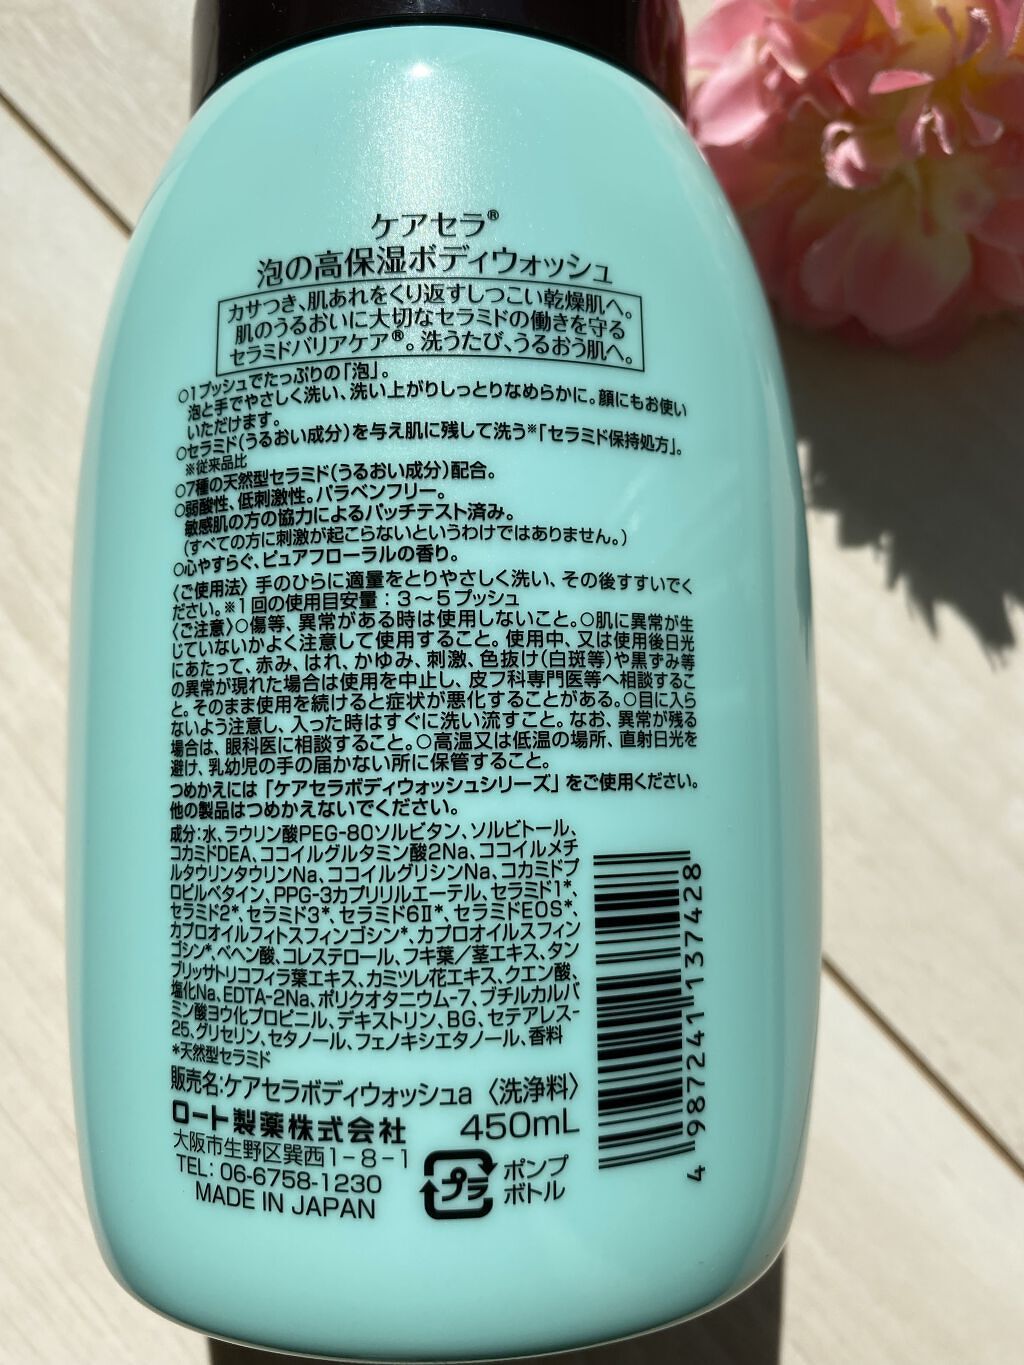 ケアセラ®
泡の高保湿ボディウォッシュ
カサつき、肌あれをくり返すしつこい乾燥肌へ。
肌のうるおいに大切なセラミドの働きを守る
セラミドバリアケア®。洗うたび、うるおう肌へ。
○1プッシュでたっぷりの「泡」。
泡と手でやさしく洗い、洗い上がりしっとりなめらかに。顔にもお使い
いただけます。
○セラミド(うるおい成分)を与え肌に残して洗う※「セラミド保持処方」。
※従来品比
○7種の天然型セラミド(うるおい成分)配合。
○弱酸性、低刺激性。パラベンフリー。
敏感肌の方の協力によるパッチテスト済み。
(すべての方に刺激が起こらないというわけではありません。)
○心やすらぐ、ピュアフローラルの香り。
〈ご使用法〉手のひらに適量をとりやさしく洗い、その後すすいでく
ださい。※1回の使用目安量：3〜5プッシュ
〈ご注意〉○傷等、異常がある時は使用しないこと。○肌に異常が生
じていないかよく注意して使用すること。使用中、又は使用後日光
にあたって、赤み、はれ、かゆみ、刺激、色抜け(白斑等)や黒ずみ等
の異常が現れた場合は使用を中止し、皮フ科専門医等へ相談するこ
と。そのまま使用を続けると症状が悪化することがある。○目に入ら
ないよう注意し、入った時はすぐに洗い流すこと。なお、異常が残る
場合は、眼科医に相談すること。○高温又は低温の場所、直射日光を
避け、乳幼児の手の届かない所に保管すること。
つめかえには「ケアセラボディウォッシュシリーズ」をご使用ください。
他の製品はつめかえないでください。
成分：水、ラウリン酸PEG-80ソルビタン、ソルビトール、
コカミドDEA、ココイルグルタミン酸2Na、ココイルメチ
ルタウリンタウリンNa、ココイルグリシンNa、コカミドプ
ロピルベタイン、PPG-3カプリリルエーテル、セラミド1*、
セラミド2*、セラミド3*、セラミド6Ⅱ*、セラミドEOS*、
カプロオイルフィトスフィンゴシン*、カプロオイルスフィン
ゴシン*、ベヘン酸、コレステロール、フキ葉／茎エキス、タン
ブリッサトリコフィラ葉エキス、カミツレ花エキス、クエン酸、
塩化Na、EDTA-2Na、ポリクオタニウム-7、ブチルカルバ
ミン酸ヨウ化プロピニル、デキストリン、BG、セテアレス-
25、グリセリン、セタノール、フェノキシエタノール、香料
*天然型セラミド
販売名：ケアセラボディウォッシュa 〈洗浄料〉
ロート製薬株式会社 450mL
大阪市生野区巽西1-8-1
TEL: 06-6758-1230
MADE IN JAPAN
プラ
ポンプ
ボトル
4 987241 137428